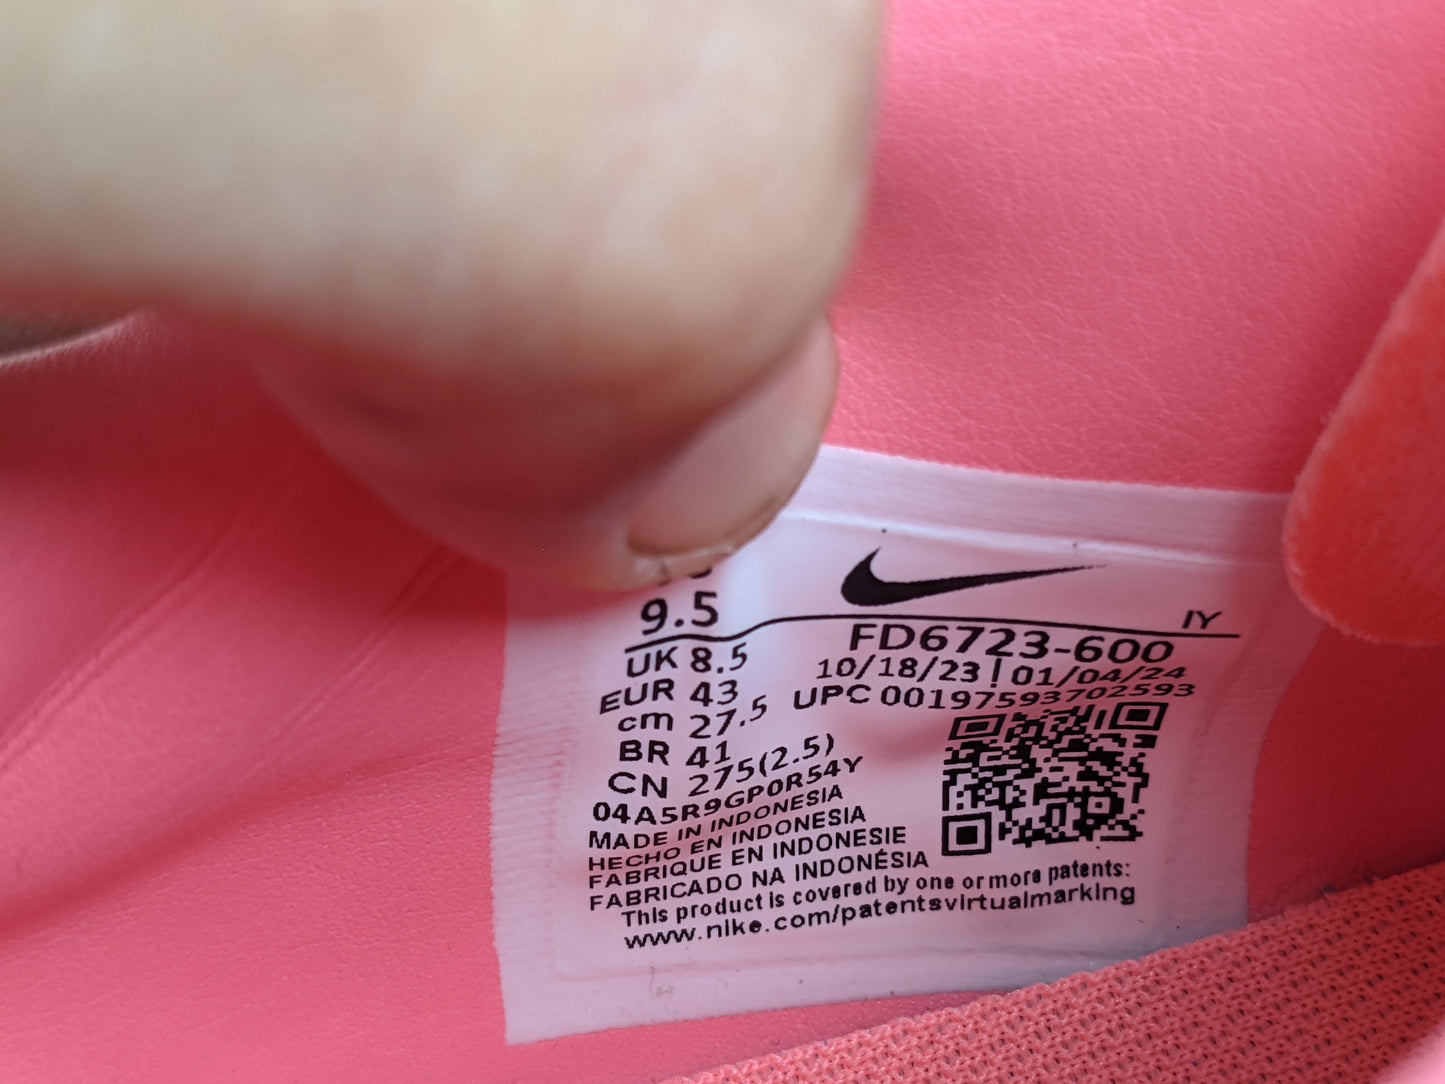 9.5
IY
UK 8.5
FD6723-600
EUR 43
10/18/23 | 01/04/24
cm 27.5
UPC 00197593702593
BR 41
CN 275(2.5)
04A5R9GP0R54Y
MADE IN INDONESIA
HECHO EN INDONESIA
FABRIQUE EN INDONESIE
FABRICADO NA INDONÉSIA
This product is covered by one or more patents:
www.nike.com/patentsvirtualmarking